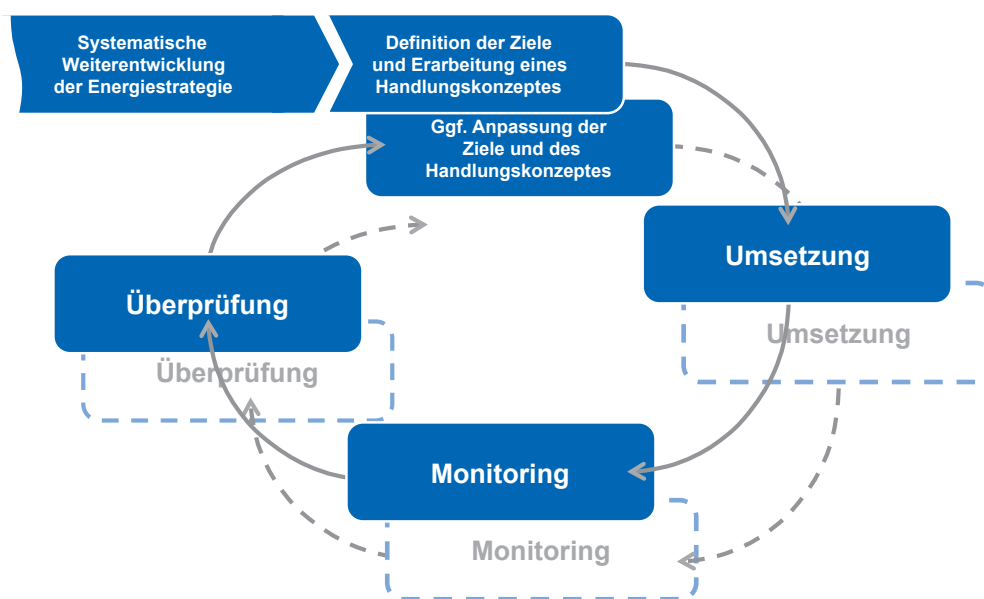 Systematische
Weiterentwicklung
der Energiestrategie
Definition der Ziele
und Erarbeitung eines
Handlungskonzeptes
Ggf. Anpassung der
Ziele und des
Handlungskonzeptes
Umsetzung
Umsetzung
Überprüfung
Überprüfung
Monitoring
Monitoring